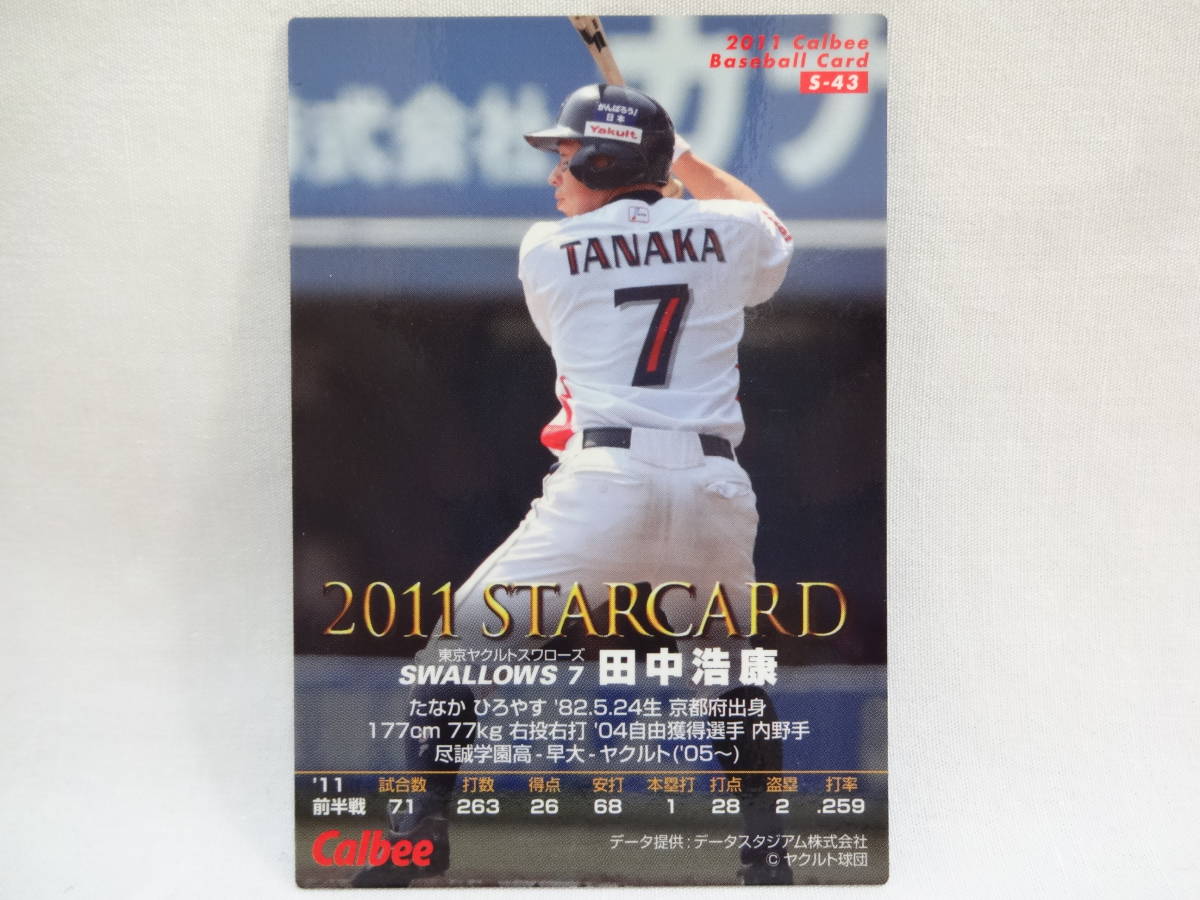 2011 Calbee
Baseball Card
S-43
式会社
がんばろう!
日本
Yakult
TANAKA
7
2011 STARCARD
東京ヤクルトスワローズ
SWALLOWS 7 田中浩康
たなか ひろやす '82.5.24生 京都府出身
177cm 77kg 右投右打 '04自由獲得選手 内野手
尽誠学園高-早大-ヤクルト('05~)
'11 試合数 打数 得点 安打 本塁打 打点 盗塁 打率
前半戦 71 263 26 68 1 28 2 .259
Calbee
データ提供:データスタジアム株式会社
©ヤクルト球団